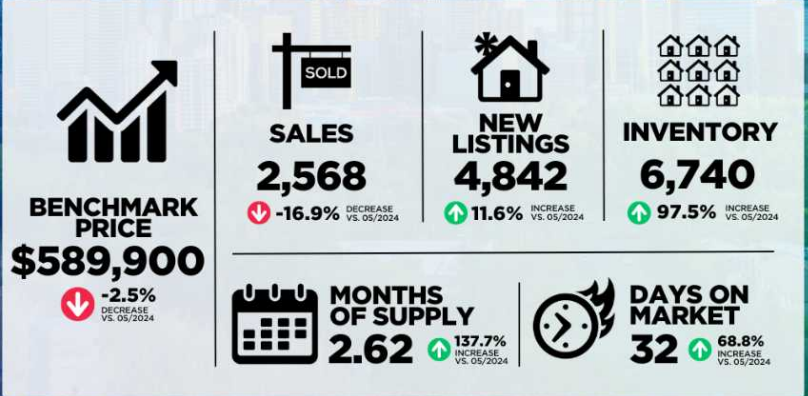 BENCHMARK
PRICE
$589,900
-2.5%
DECREASE
VS. 05/2024
SOLD
SALES
2,568
-16.9%
DECREASE
VS. 05/2024
NEW
LISTINGS
4,842
11.6%
INCREASE
VS. 05/2024
INVENTORY
6,740
97.5%
INCREASE
VS. 05/2024
MONTHS
OF SUPPLY
2.62
137.7%
INCREASE
VS. 05/2024
DAYS ON
MARKET
32
68.8%
INCREASE
VS. 05/2024